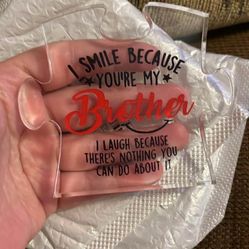 I SMILE BECAUSE
YOU'RE MY
Brother
I LAUGH BECAUSE
THERE'S NOTHING YOU
CAN DO ABOUT IT